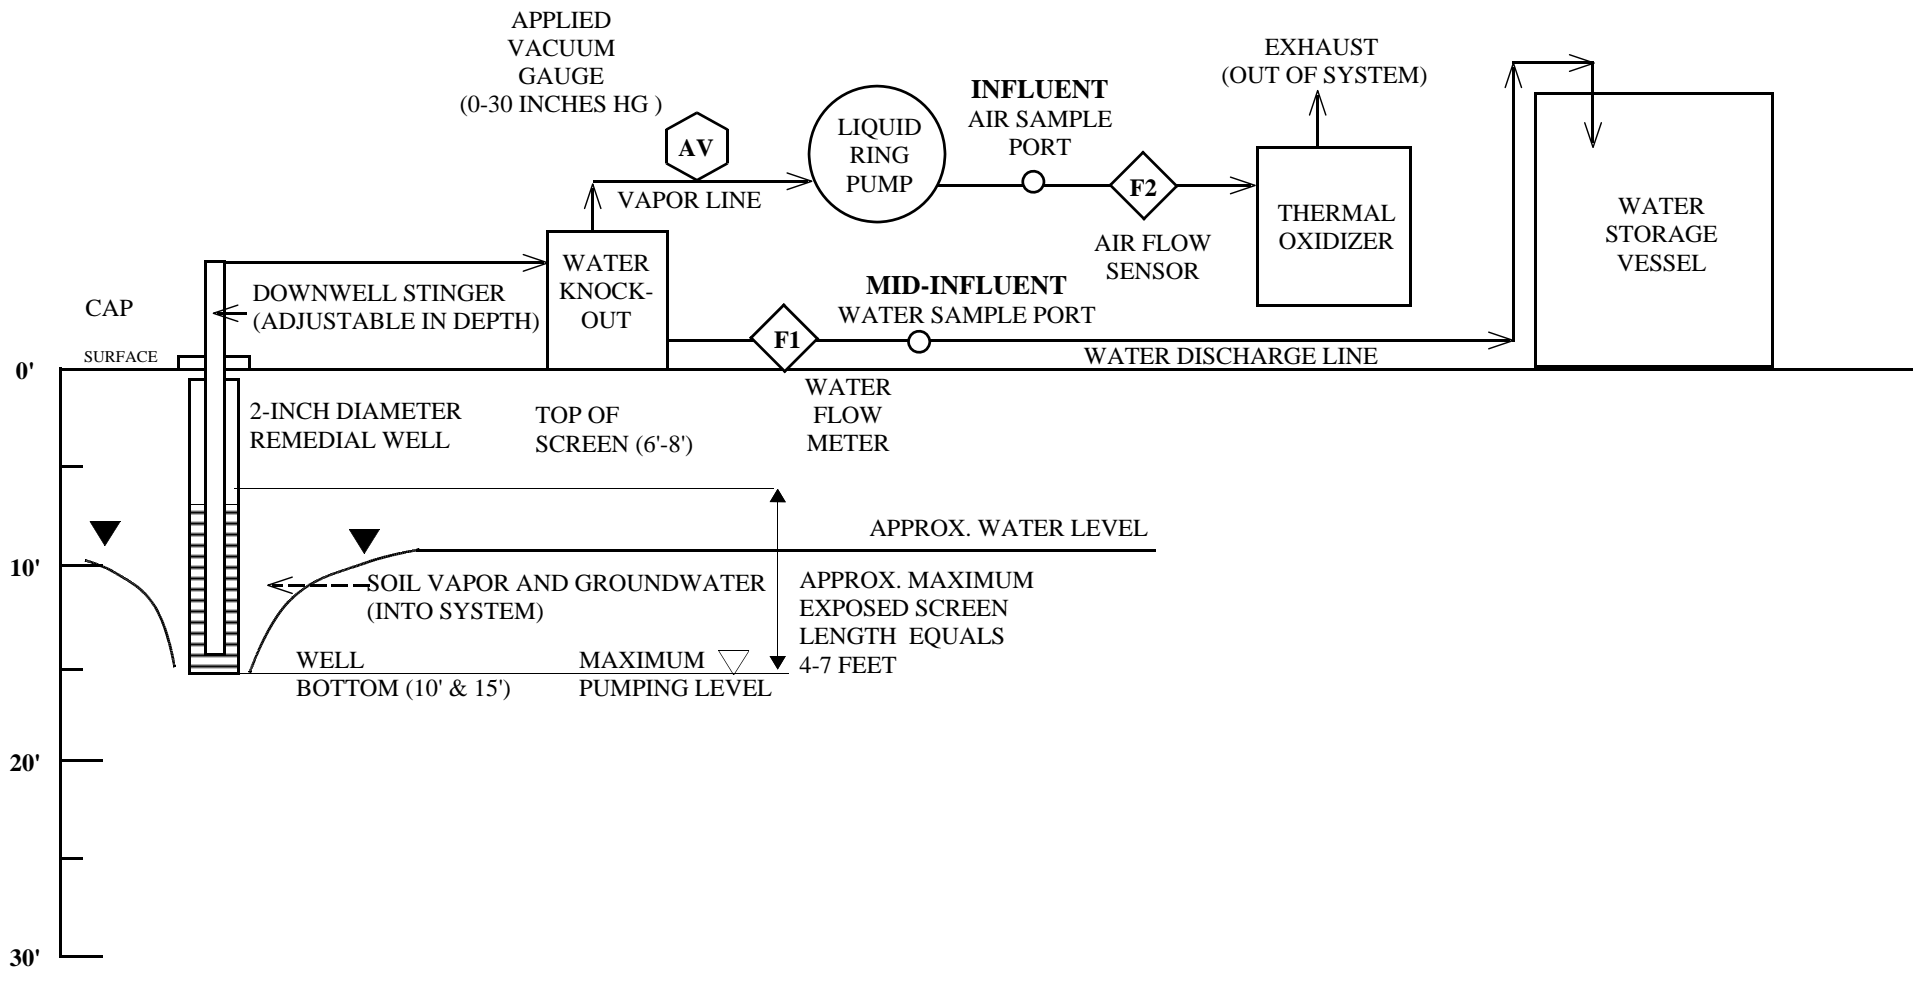 APPLIED
VACUUM
GAUGE
(0-30 INCHES HG )
AV
VAPOR LINE
LIQUID
RING
PUMP
INFLUENT
AIR SAMPLE
PORT
F2
AIR FLOW
SENSOR
EXHAUST
(OUT OF SYSTEM)
THERMAL
OXIDIZER
WATER
STORAGE
VESSEL
WATER
KNOCK-
OUT
DOWNWELL STINGER
(ADJUSTABLE IN DEPTH)
CAP
SURFACE
MID-INFLUENT
WATER SAMPLE PORT
F1
WATER DISCHARGE LINE
WATER
FLOW
METER
0'
2-INCH DIAMETER
REMEDIAL WELL
TOP OF
SCREEN (6'-8')
APPROX. WATER LEVEL
10'
SOIL VAPOR AND GROUNDWATER
(INTO SYSTEM)
APPROX. MAXIMUM
EXPOSED SCREEN
LENGTH EQUALS
4-7 FEET
WELL
BOTTOM (10' & 15')
MAXIMUM
PUMPING LEVEL
20'
30'